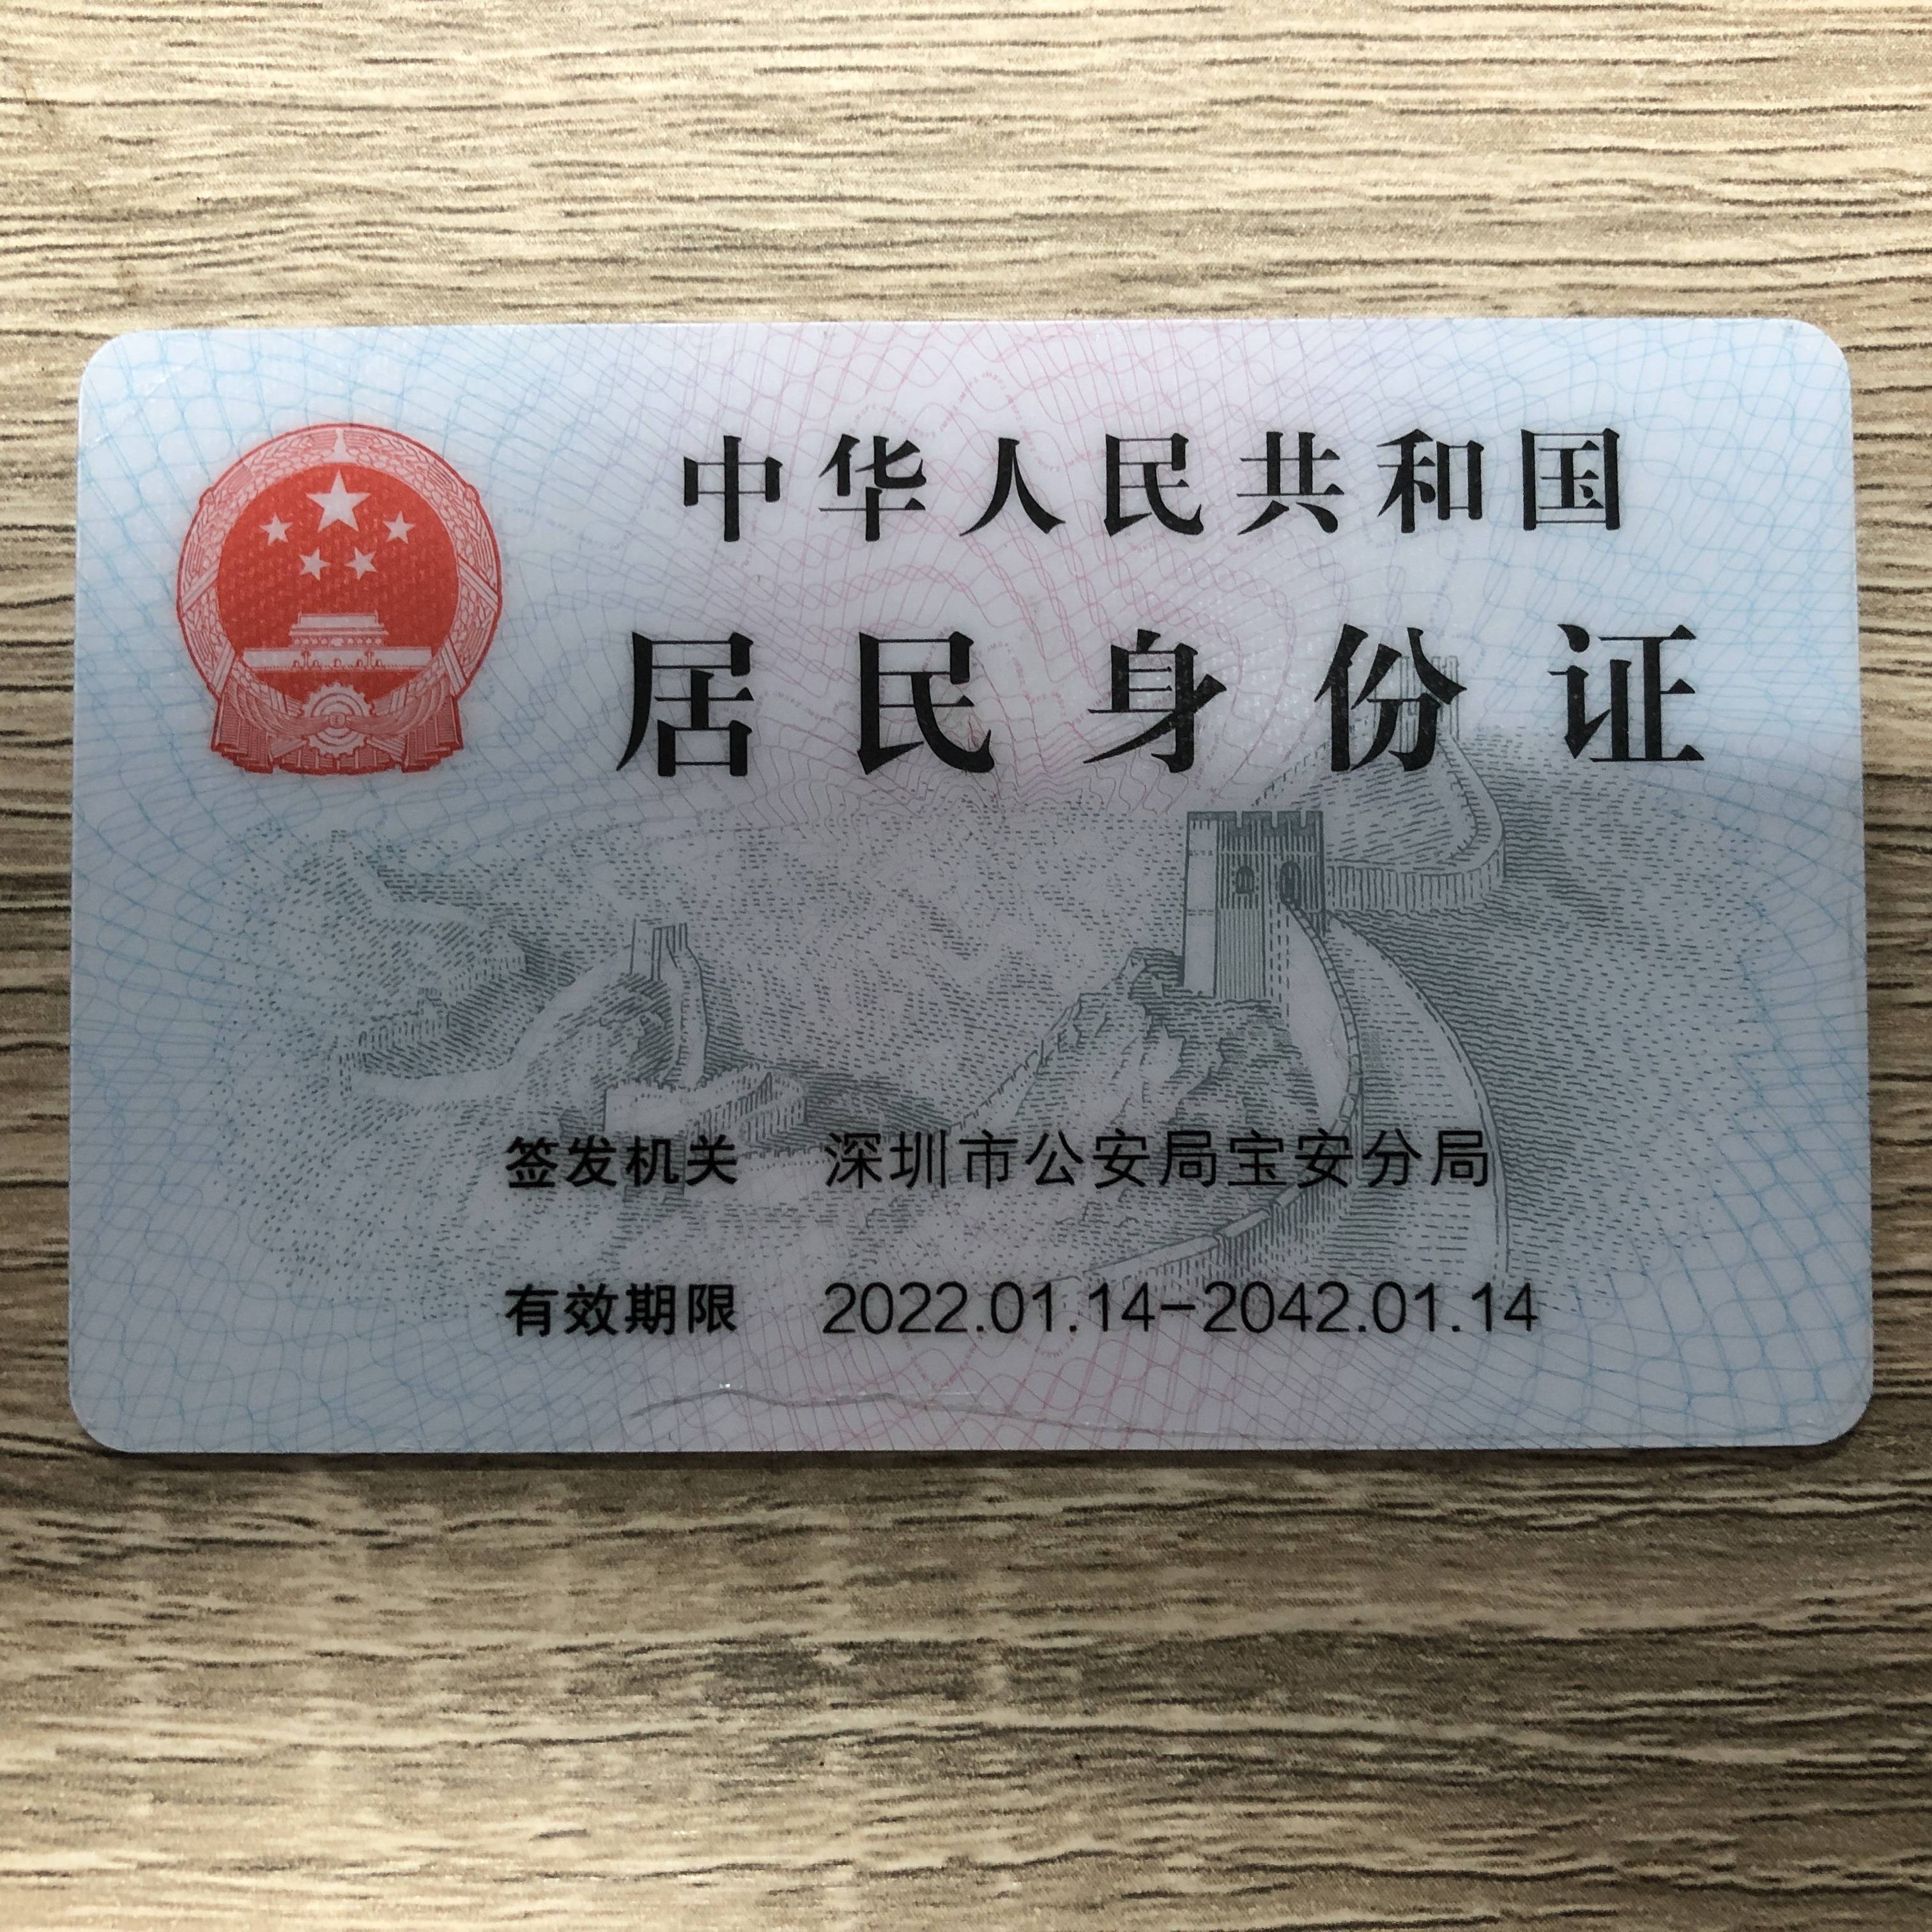 中华人民共和国
居民身份证
签发机关 深圳市公安局宝安分局
有效期限 2022.01.14-2042.01.14